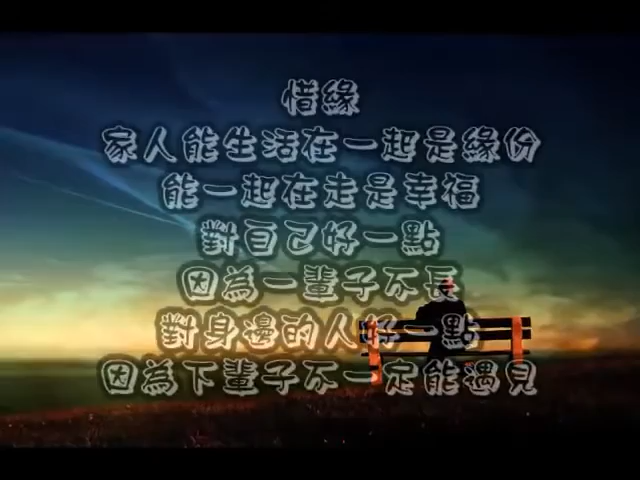 惜緣
家人能生活在一起是緣份
能一起在走是幸福
對自己好一點
因為一輩子不長
對身邊的人好一點
因為下輩子不一定能遇見